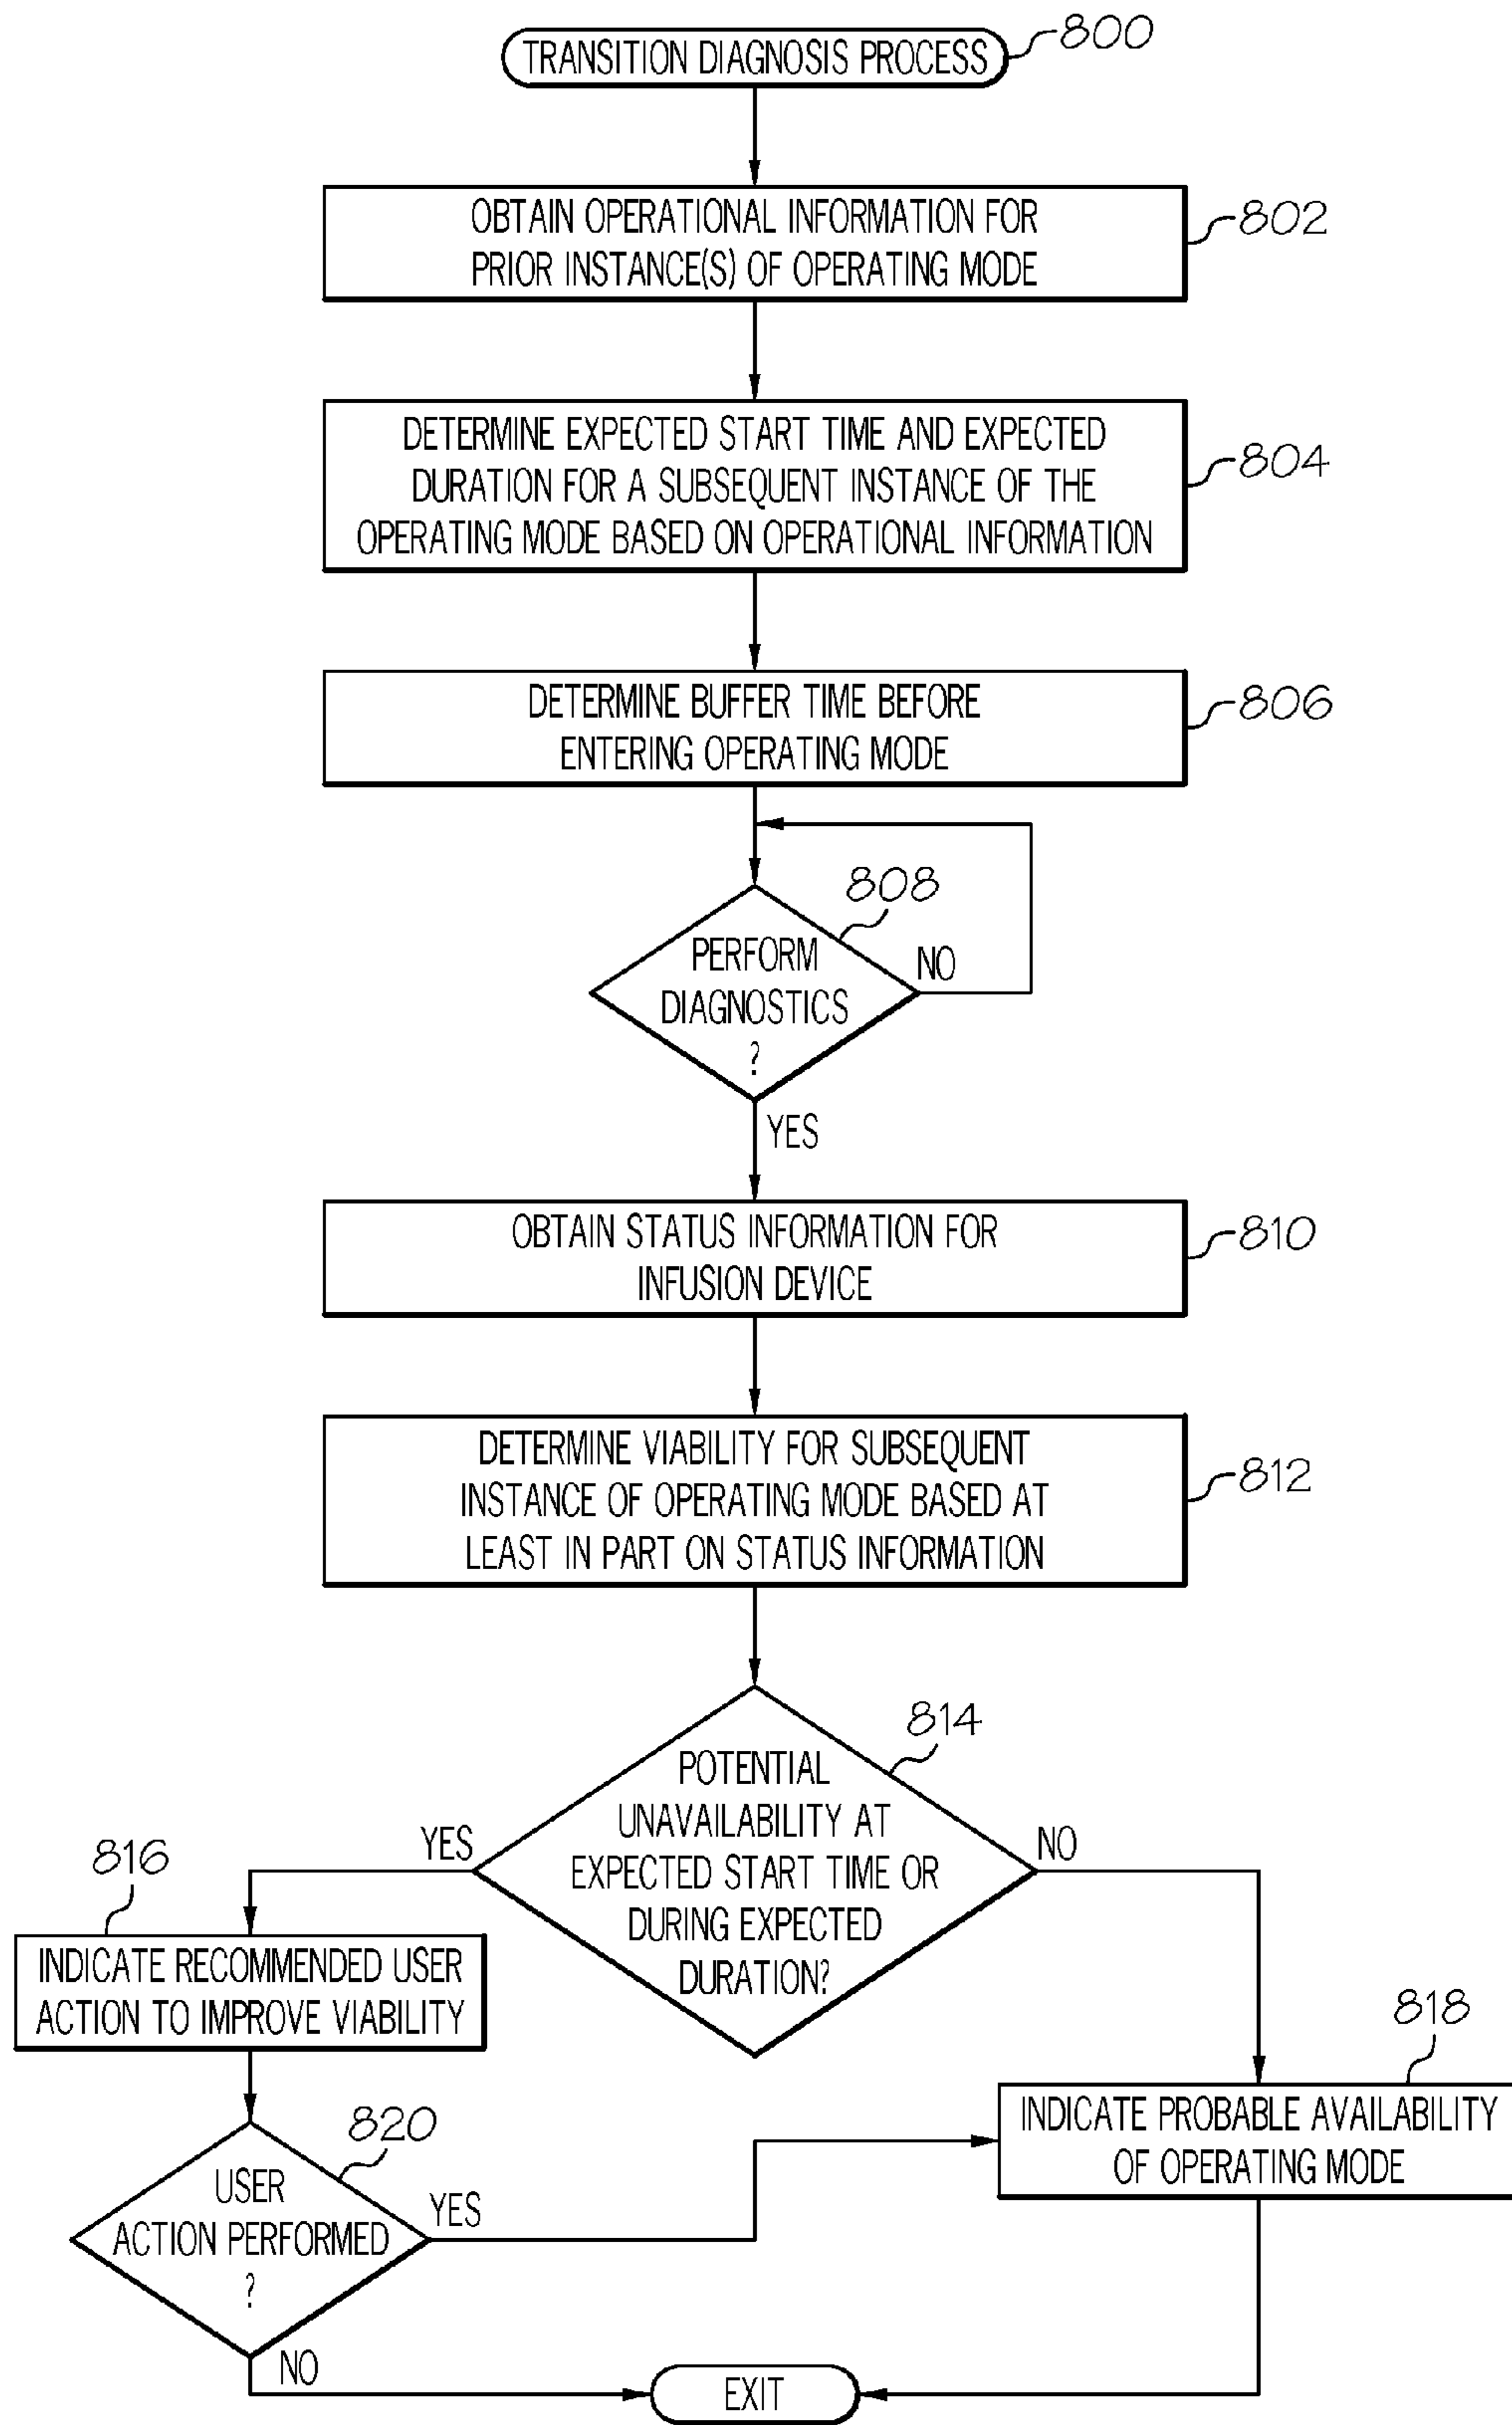 TRANSITION DIAGNOSIS PROCESS
800
OBTAIN OPERATIONAL INFORMATION FOR
PRIOR INSTANCE(S) OF OPERATING MODE
802
DETERMINE EXPECTED START TIME AND EXPECTED
DURATION FOR A SUBSEQUENT INSTANCE OF THE
OPERATING MODE BASED ON OPERATIONAL INFORMATION
804
DETERMINE BUFFER TIME BEFORE
ENTERING OPERATING MODE
806
808
PERFORM
DIAGNOSTICS
?
NO
YES
OBTAIN STATUS INFORMATION FOR
INFUSION DEVICE
810
DETERMINE VIABILITY FOR SUBSEQUENT
INSTANCE OF OPERATING MODE BASED AT
LEAST IN PART ON STATUS INFORMATION
812
814
POTENTIAL
UNAVAILABILITY AT
EXPECTED START TIME OR
DURING EXPECTED
DURATION?
YES
NO
816
INDICATE RECOMMENDED USER
ACTION TO IMPROVE VIABILITY
818
INDICATE PROBABLE AVAILABILITY
OF OPERATING MODE
820
USER
ACTION PERFORMED
?
YES
NO
EXIT